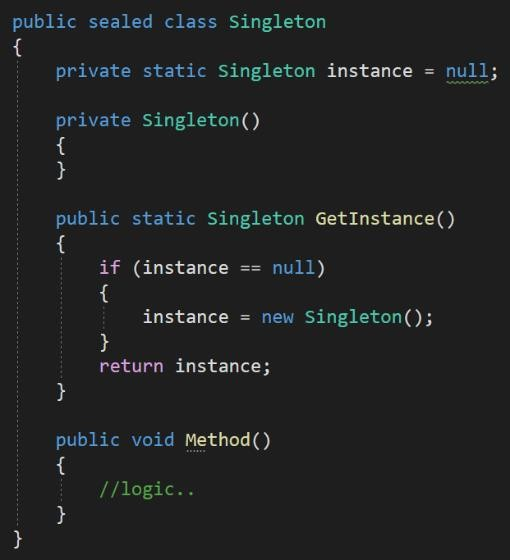 public sealed class Singleton
{
    private static Singleton instance = null;

    private Singleton()
    {
    }

    public static Singleton GetInstance()
    {
        if (instance == null)
        {
            instance = new Singleton();
        }
        return instance;
    }

    public void Method()
    {
        //logic..
    }
}